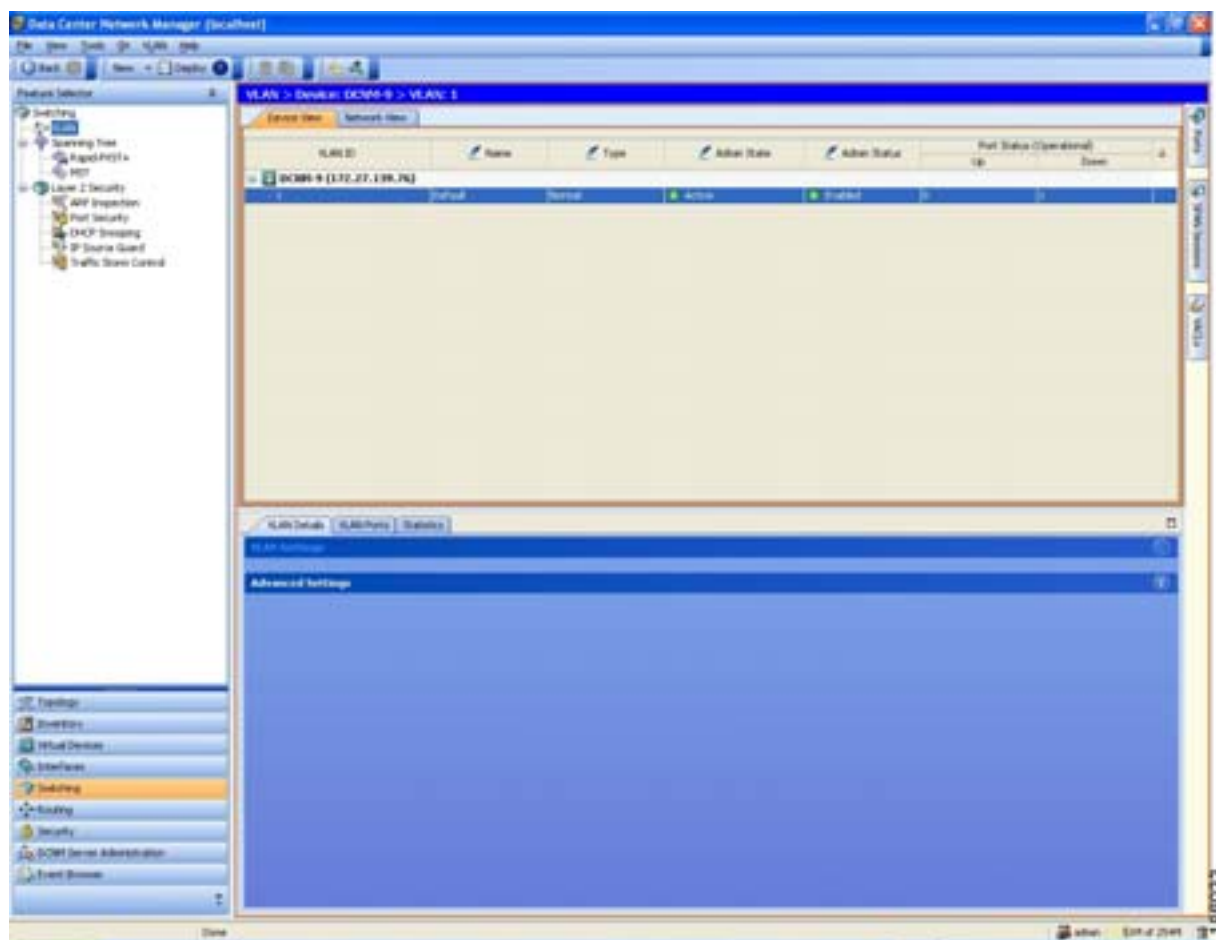 Data Center Network Manager (localhost)
File View Tools Go VLAN Help
Back New Deploy
Feature Selector
VLAN > Device: DCNM-9 > VLAN: 1
Switching
VLAN
Spanning Tree
Rapid-PVST+
MST
Layer 2 Security
ARP Inspection
Port Security
DHCP Snooping
IP Source Guard
Traffic Storm Control
Device View Network View
VLAN ID Name Type Admin State Admin Status Port Status (Operational)
Up Down
DCNM-9 (172.27.139.76)
1 Default Normal Active Enabled
Ports
VLAN Details VLAN Ports Statistics
VLAN Settings
Advanced Settings
Topology
Inventory
Virtual Devices
Interfaces
Switching
Routing
Security
DCNM Server Administration
Event Browser
Done
admin